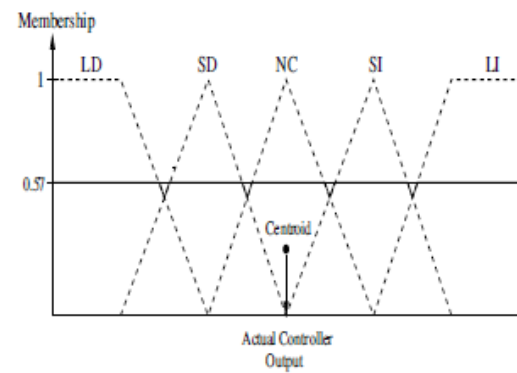 Membership
LD SD NC SI LI
1
0.57
Centroid
Actual Controller
Output